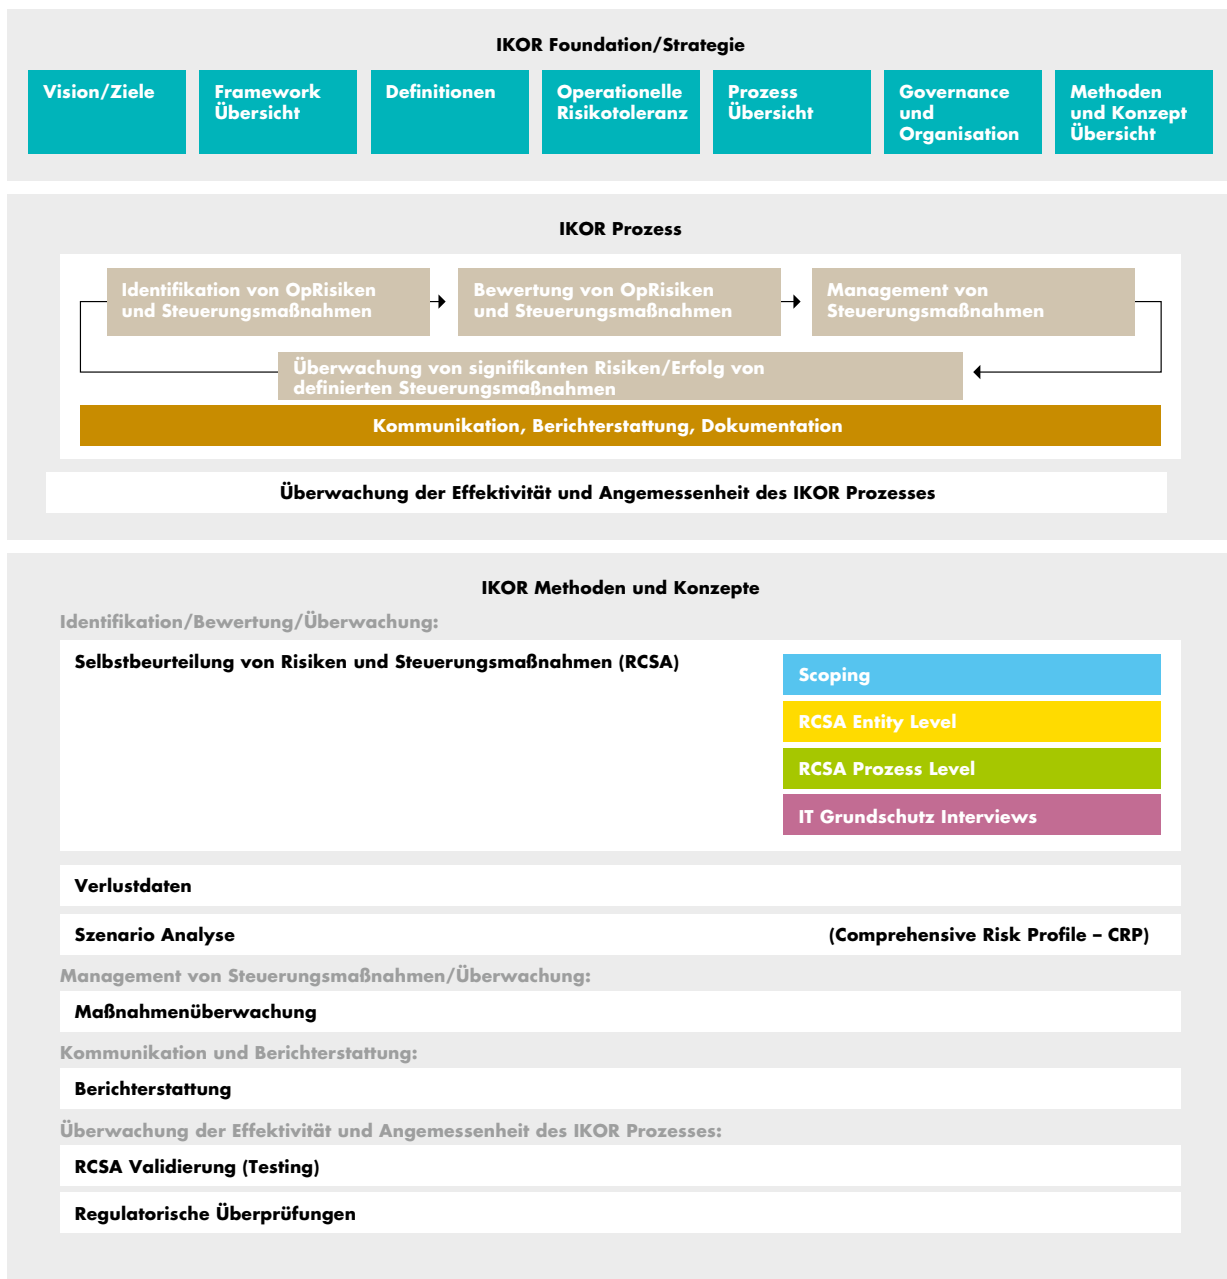 IKOR Foundation/Strategie
Vision/Ziele
Framework
Übersicht
Definitionen
Operationelle
Risikotoleranz
Prozess
Übersicht
Governance
und
Organisation
Methoden
und Konzept
Übersicht
IKOR Prozess
Identifikation von OpRisiken
und Steuerungsmaßnahmen
Bewertung von OpRisiken
und Steuerungsmaßnahmen
Management von
Steuerungsmaßnahmen
Überwachung von signifikanten Risiken/Erfolg von
definierten Steuerungsmaßnahmen
Kommunikation, Berichterstattung, Dokumentation
Überwachung der Effektivität und Angemessenheit des IKOR Prozesses
IKOR Methoden und Konzepte
Identifikation/Bewertung/Überwachung:
Selbstbeurteilung von Risiken und Steuerungsmaßnahmen (RCSA)
Scoping
RCSA Entity Level
RCSA Prozess Level
IT Grundschutz Interviews
Verlustdaten
Szenario Analyse (Comprehensive Risk Profile – CRP)
Management von Steuerungsmaßnahmen/Überwachung:
Maßnahmenüberwachung
Kommunikation und Berichterstattung:
Berichterstattung
Überwachung der Effektivität und Angemessenheit des IKOR Prozesses:
RCSA Validierung (Testing)
Regulatorische Überprüfungen